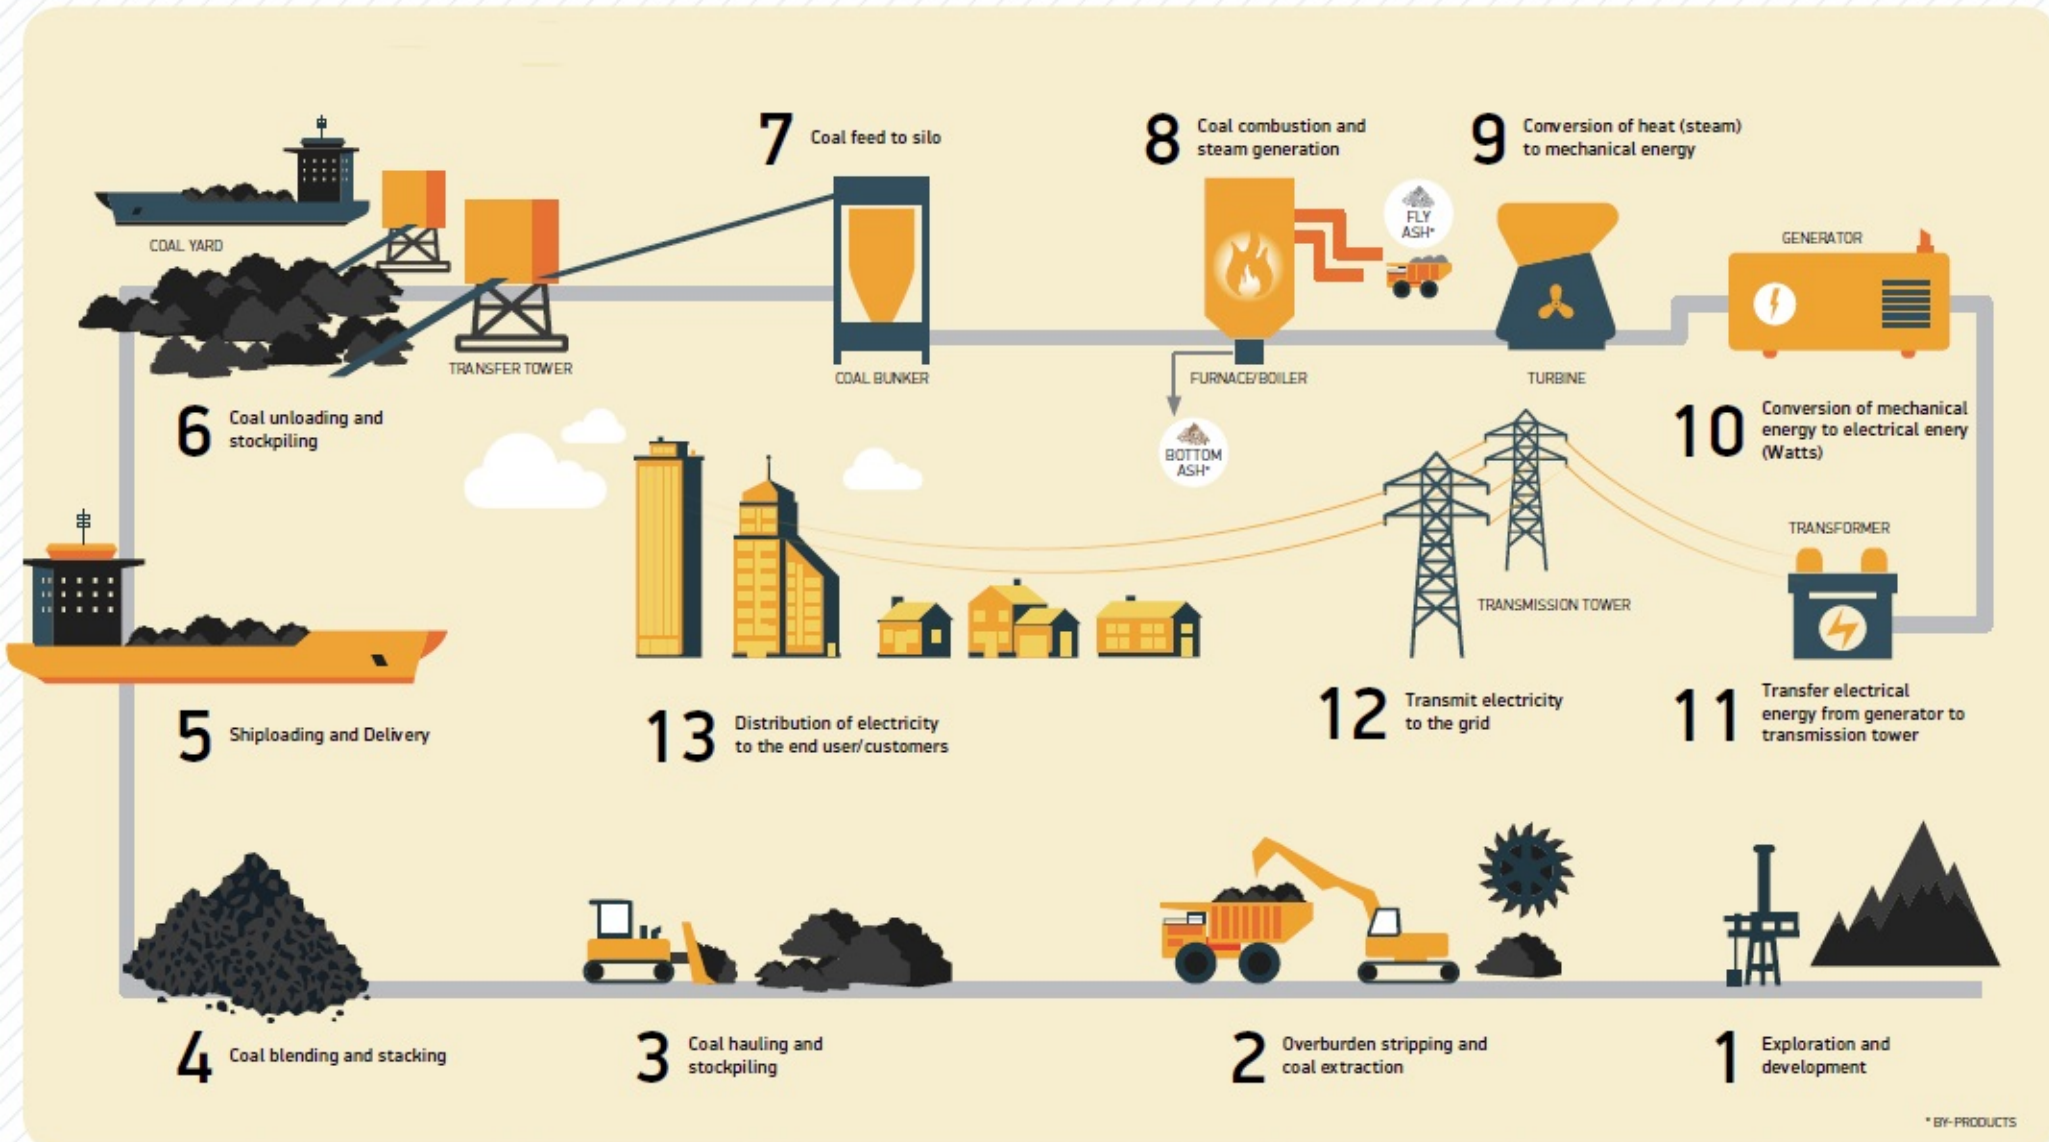 7
Coal feed to silo
8
Coal combustion and
steam generation
9
Conversion of heat (steam)
to mechanical energy
COAL YARD
FLY
ASH*
GENERATOR
TRANSFER TOWER
COAL BUNKER
FURNACE/BOILER
TURBINE
6
Coal unloading and
stockpiling
BOTTOM
ASH*
10
Conversion of mechanical
energy to electrical enery
(Watts)
TRANSFORMER
TRANSMISSION TOWER
5
Shiploading and Delivery
13
Distribution of electricity
to the end user/customers
12
Transmit electricity
to the grid
11
Transfer electrical
energy from generator to
transmission tower
4
Coal blending and stacking
3
Coal hauling and
stockpiling
2
Overburden stripping and
coal extraction
1
Exploration and
development
* BY-PRODUCTS